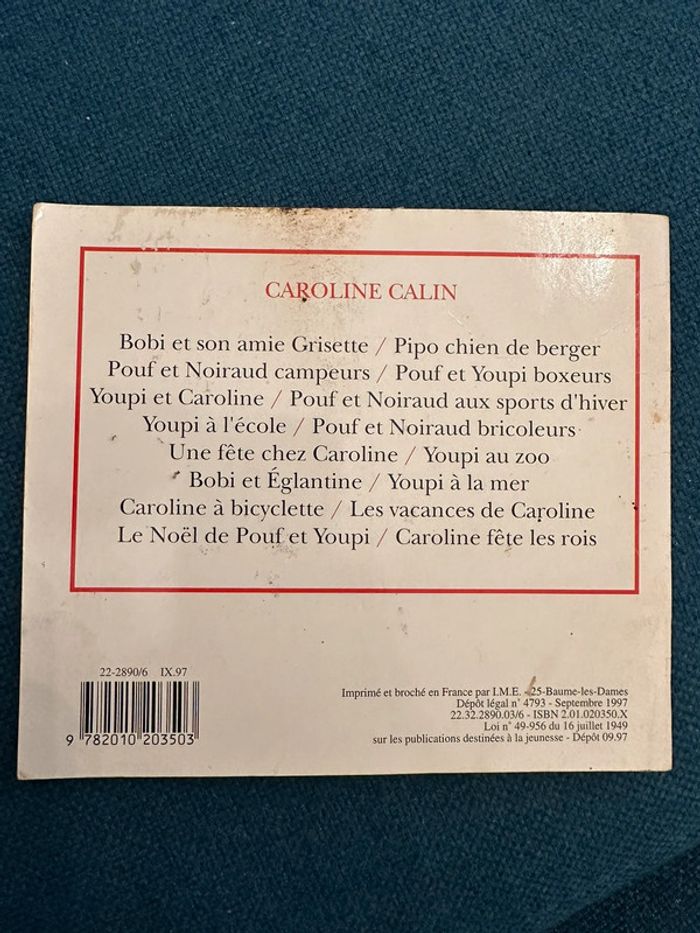 CAROLINE CALIN
Bobi et son amie Grisette / Pipo chien de berger
Pouf et Noiraud campeurs / Pouf et Youpi boxeurs
Youpi et Caroline / Pouf et Noiraud aux sports d'hiver
Youpi à l'école / Pouf et Noiraud bricoleurs
Une fête chez Caroline / Youpi au zoo
Bobi et Églantine / Youpi à la mer
Caroline à bicyclette / Les vacances de Caroline
Le Noël de Pouf et Youpi / Caroline fête les rois
22-2890/6 IX.97
9 782010 203503
Imprimé et broché en France par I.M.E. - 25-Baume-les-Dames
Dépôt légal n° 4793 - Septembre 1997
22.32.2890.03/6 - ISBN 2.01.020350.X
Loi n° 49-956 du 16 juillet 1949
sur les publications destinées à la jeunesse - Dépôt 09.97